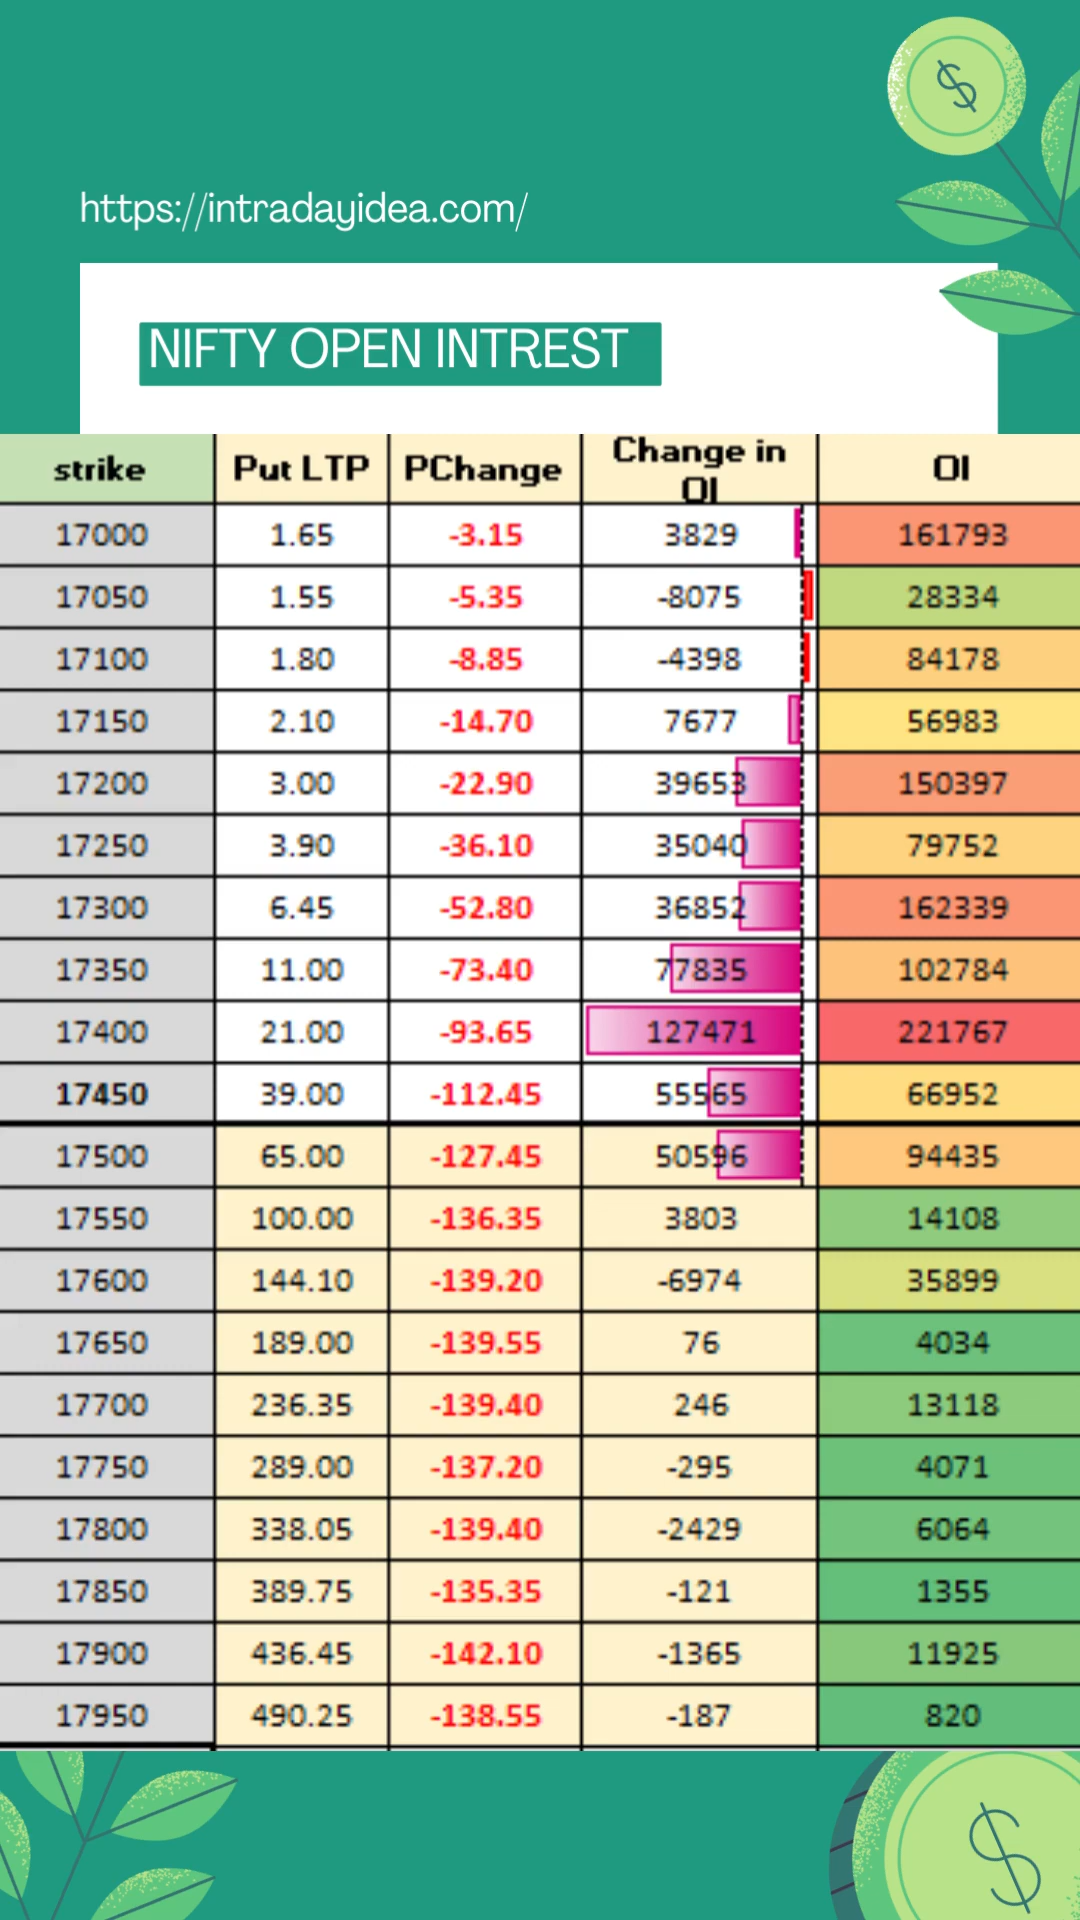 https://intradayidea.com/
NIFTY OPEN INTREST
strike Put LTP PChange Change in OI OI
17000 1.65 -3.15 3829 161793
17050 1.55 -5.35 -8075 28334
17100 1.80 -8.85 -4398 84178
17150 2.10 -14.70 7677 56983
17200 3.00 -22.90 39653 150397
17250 3.90 -36.10 35040 79752
17300 6.45 -52.80 36852 162339
17350 11.00 -73.40 77835 102784
17400 21.00 -93.65 127471 221767
17450 39.00 -112.45 55565 66952
17500 65.00 -127.45 50596 94435
17550 100.00 -136.35 3803 14108
17600 144.10 -139.20 -6974 35899
17650 189.00 -139.55 76 4034
17700 236.35 -139.40 246 13118
17750 289.00 -137.20 -295 4071
17800 338.05 -139.40 -2429 6064
17850 389.75 -135.35 -121 1355
17900 436.45 -142.10 -1365 11925
17950 490.25 -138.55 -187 820